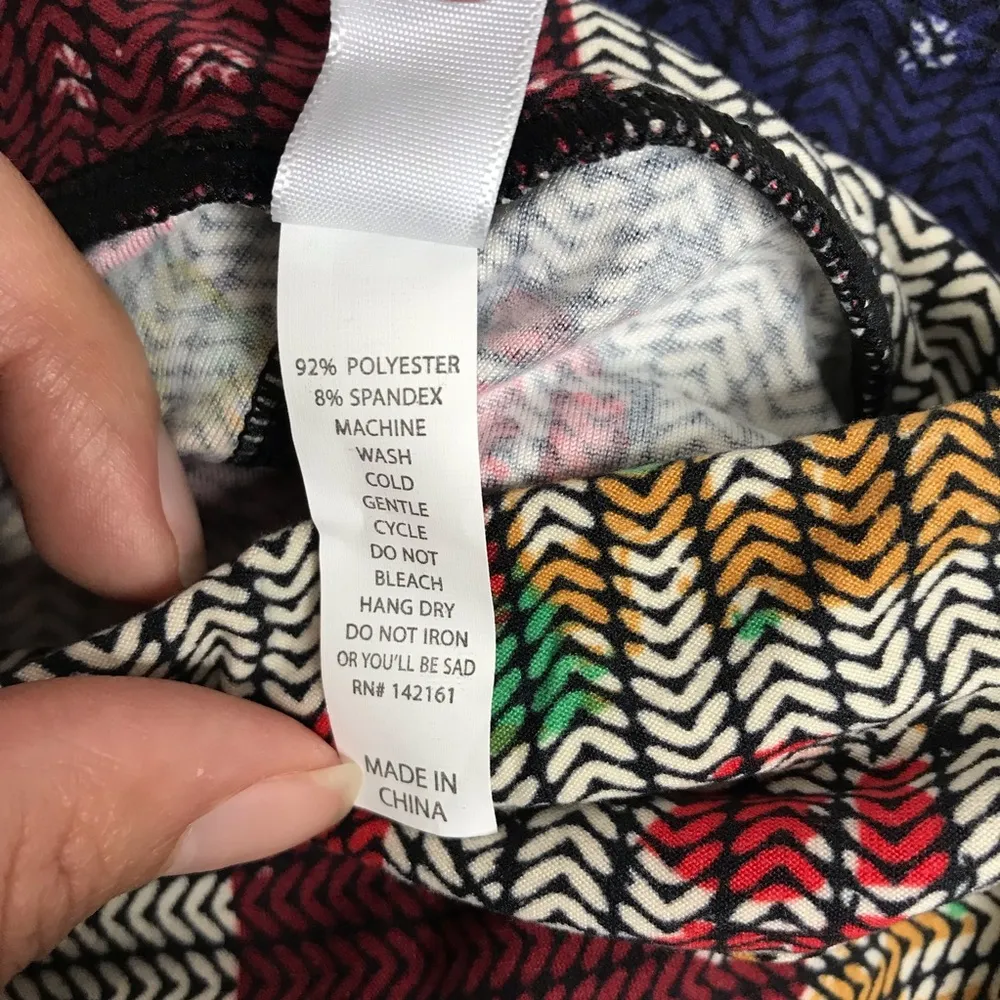 92% POLYESTER
8% SPANDEX
MACHINE
WASH
COLD
GENTLE
CYCLE
DO NOT
BLEACH
HANG DRY
DO NOT IRON
OR YOU'LL BE SAD
RN# 142161
MADE IN
CHINA